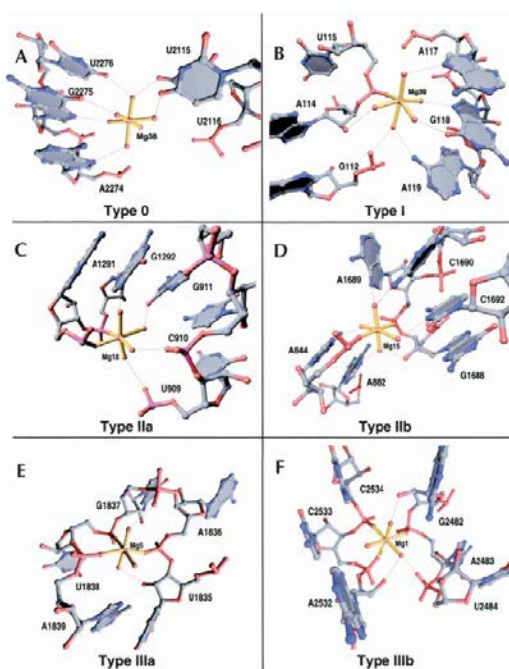 A
U2276
U2115
G2275
Mg38
U2116
A2274
Type 0
B
U115
A117
Mg39
A114
G118
G112
A119
Type I
C
A1291
G1292
G911
C910
Mg18
U909
Type IIa
D
C1690
A1689
C1692
Mg15
A844
A882
G1688
Type IIb
E
G1837
A1836
Mg5
U1838
U1835
A1839
Type IIIa
F
C2534
C2533
G2482
Mg1
A2483
A2532
U2484
Type IIIb